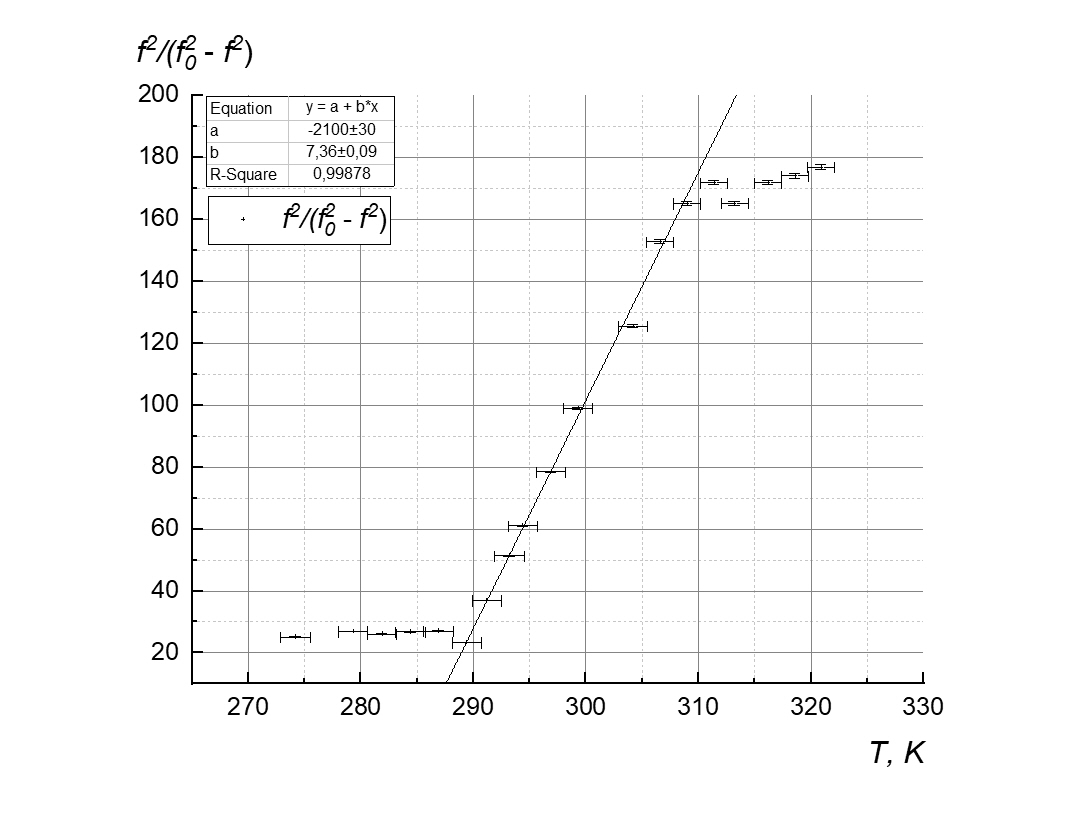 f²/(f₀² - f²)
200
180
160
140
120
100
80
60
40
20
Equation y = a + b*x
a -2100±30
b 7,36±0,09
R-Square 0,99878
f²/(f₀² - f²)
270 280 290 300 310 320 330
T, K